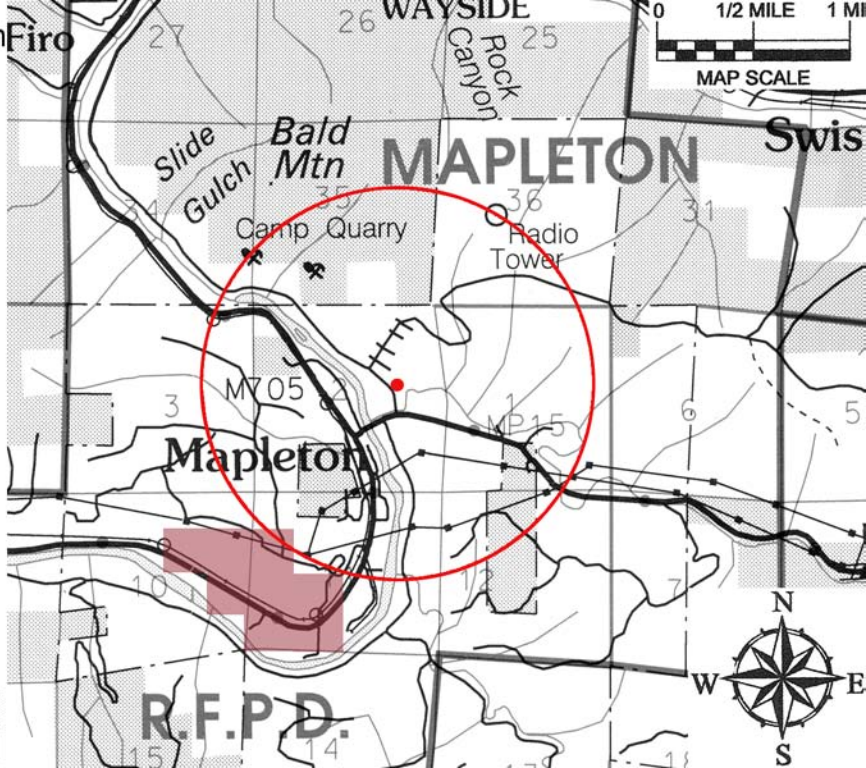 WAYSIDE
0 1/2 MILE 1 MI
MAP SCALE
Firo
27
26
25
Rock
Canyon
Slide
Gulch
Bald
Mtn
MAPLETON
Swis
34
35
36
31
Camp Quarry
Radio
Tower
M705
3
2
1
MP15
6
5
Mapleton
10
12
7
N
W E
S
R.F.P.D.
15
14